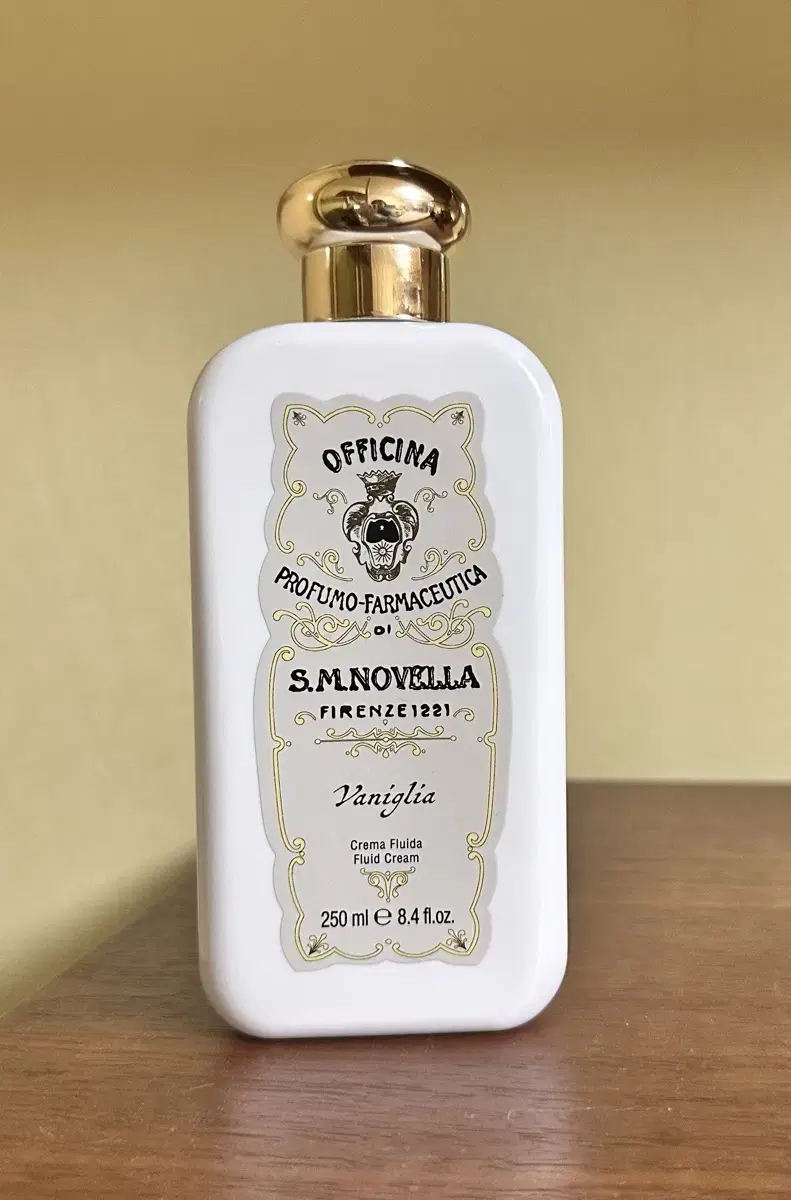 OFFICINA
PROFUMO-FARMACEUTICA
DI
S.M.NOVELLA
FIRENZE 1221
Vaniglia
Crema Fluida
Fluid Cream
250 ml ℮ 8.4 fl.oz.